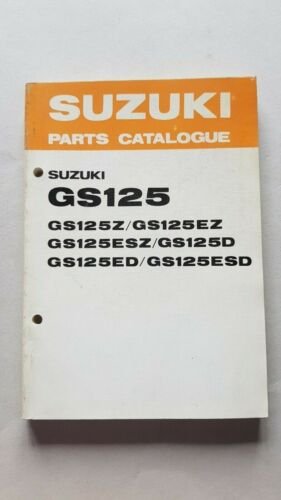 SUZUKI
PARTS CATALOGUE
SUZUKI
GS125
GS125Z/GS125EZ
GS125ESZ/GS125D
GS125ED/GS125ESD